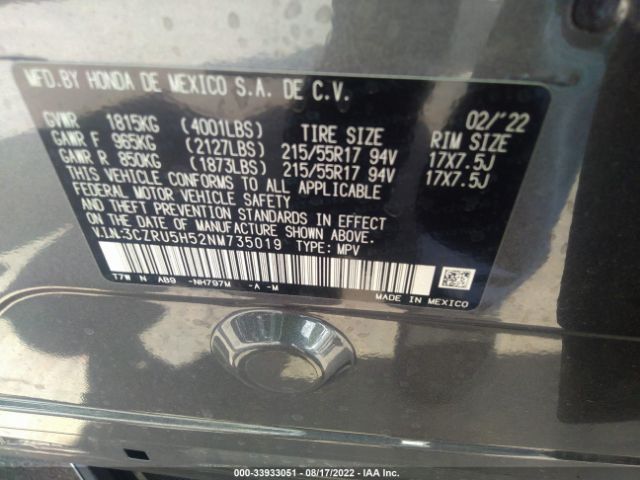 MFD.BY HONDA DE MEXICO S.A. DE C.V.
02/'22
GVWR 1815KG (4001LBS) TIRE SIZE RIM SIZE
GAWR F 965KG (2127LBS) 215/55R17 94V 17X7.5J
GAWR R 850KG (1873LBS) 215/55R17 94V 17X7.5J
THIS VEHICLE CONFORMS TO ALL APPLICABLE
FEDERAL MOTOR VEHICLE SAFETY
AND THEFT PREVENTION STANDARDS IN EFFECT
ON THE DATE OF MANUFACTURE SHOWN ABOVE.
V.I.N:3CZRU5H52NM735019 TYPE: MPV
T7W N AB9 -NH797M -A -M
MADE IN MEXICO
000-33933051 - 08/17/2022 - IAA Inc.